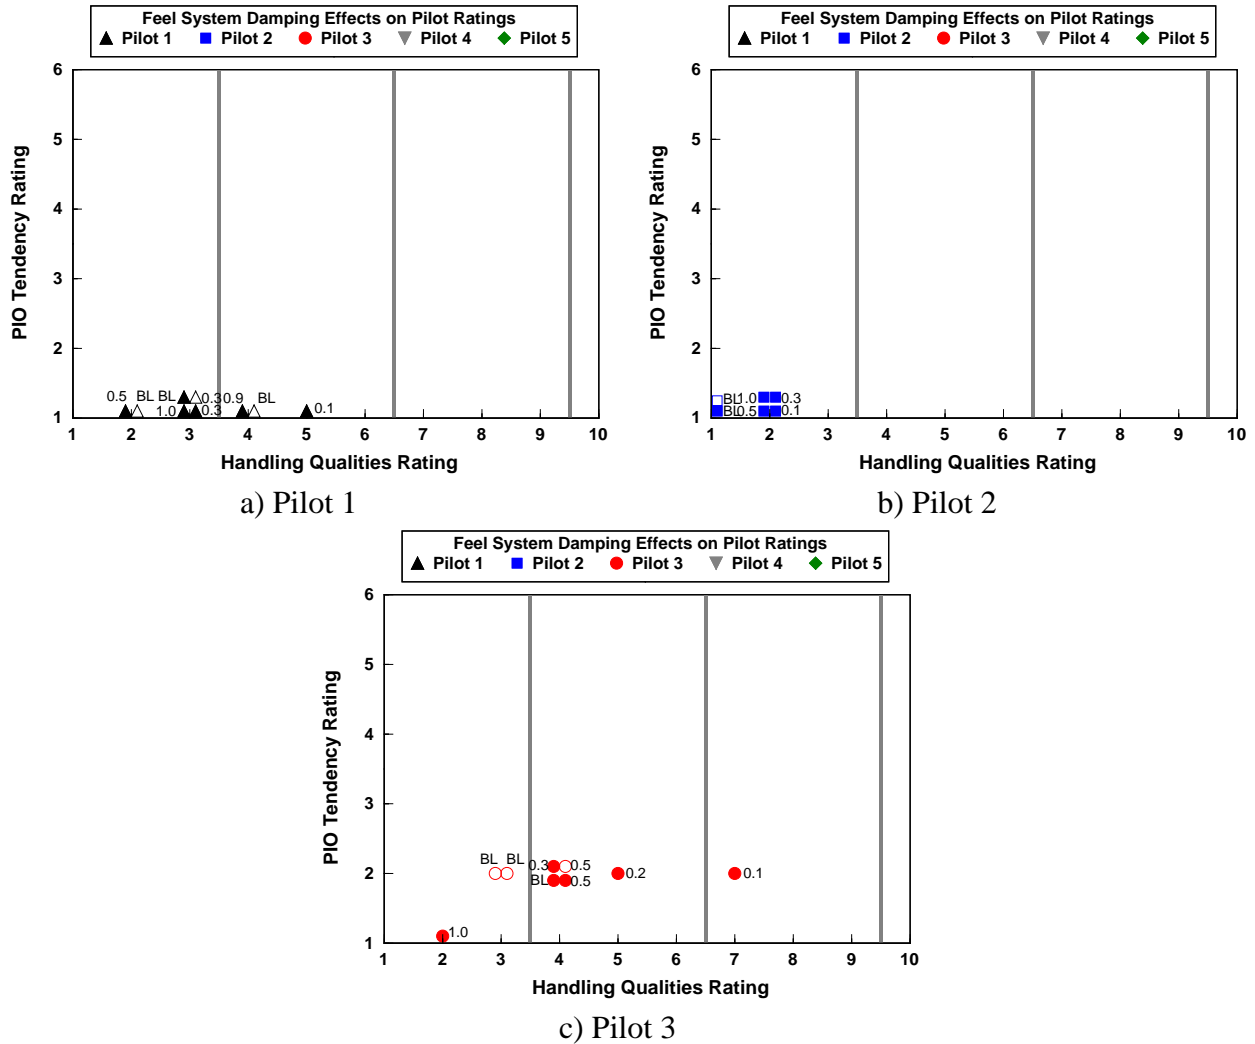 Feel System Damping Effects on Pilot Ratings
Pilot 1 Pilot 2 Pilot 3 Pilot 4 Pilot 5
6
5
4
3
2
1
PIO Tendency Rating
0.5 BL BL 0.3 0.9 BL
1.0 0.3 0.1
1 2 3 4 5 6 7 8 9 10
Handling Qualities Rating
a) Pilot 1
Feel System Damping Effects on Pilot Ratings
Pilot 1 Pilot 2 Pilot 3 Pilot 4 Pilot 5
6
5
4
3
2
1
PIO Tendency Rating
BL 1.0 0.3
BL 0.5 0.1
1 2 3 4 5 6 7 8 9 10
Handling Qualities Rating
b) Pilot 2
Feel System Damping Effects on Pilot Ratings
Pilot 1 Pilot 2 Pilot 3 Pilot 4 Pilot 5
6
5
4
3
2
1
PIO Tendency Rating
BL BL 0.3 0.5
BL 0.5 0.2 0.1
1.0
1 2 3 4 5 6 7 8 9 10
Handling Qualities Rating
c) Pilot 3